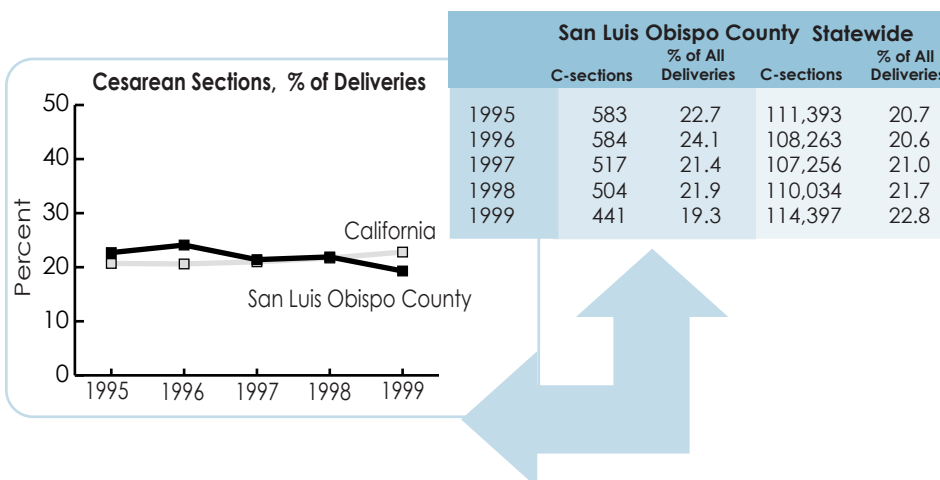 Cesarean Sections, % of Deliveries
50
40
30
20
10
0
Percent
California
San Luis Obispo County
1995 1996 1997 1998 1999
San Luis Obispo County Statewide
C-sections % of All Deliveries C-sections % of All Deliveries
1995 583 22.7 111,393 20.7
1996 584 24.1 108,263 20.6
1997 517 21.4 107,256 21.0
1998 504 21.9 110,034 21.7
1999 441 19.3 114,397 22.8